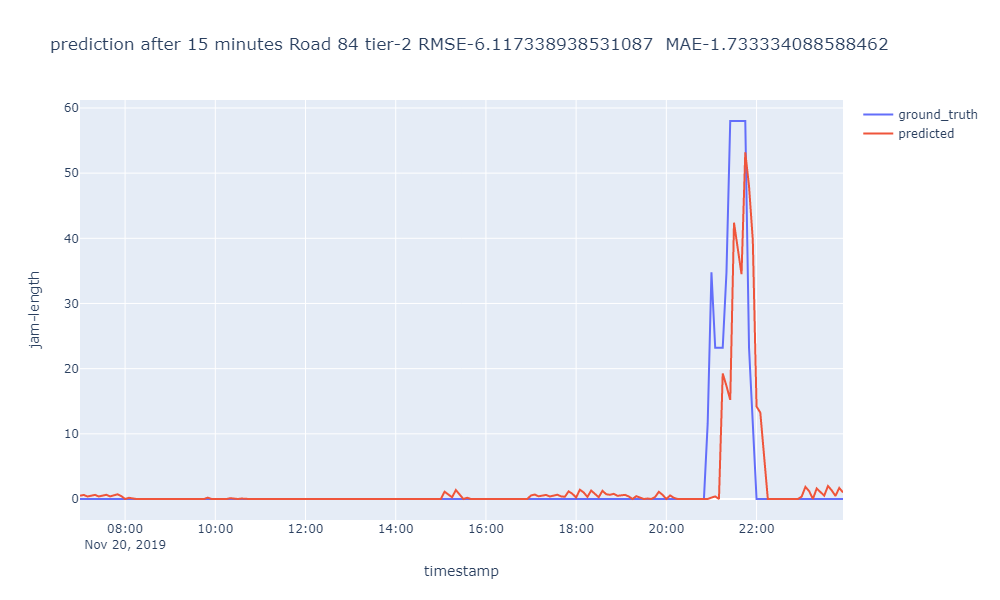 prediction after 15 minutes Road 84 tier-2 RMSE-6.117338938531087  MAE-1.733334088588462
ground_truth
predicted
60
50
40
30
20
10
0
jam-length
08:00 10:00 12:00 14:00 16:00 18:00 20:00 22:00
Nov 20, 2019
timestamp